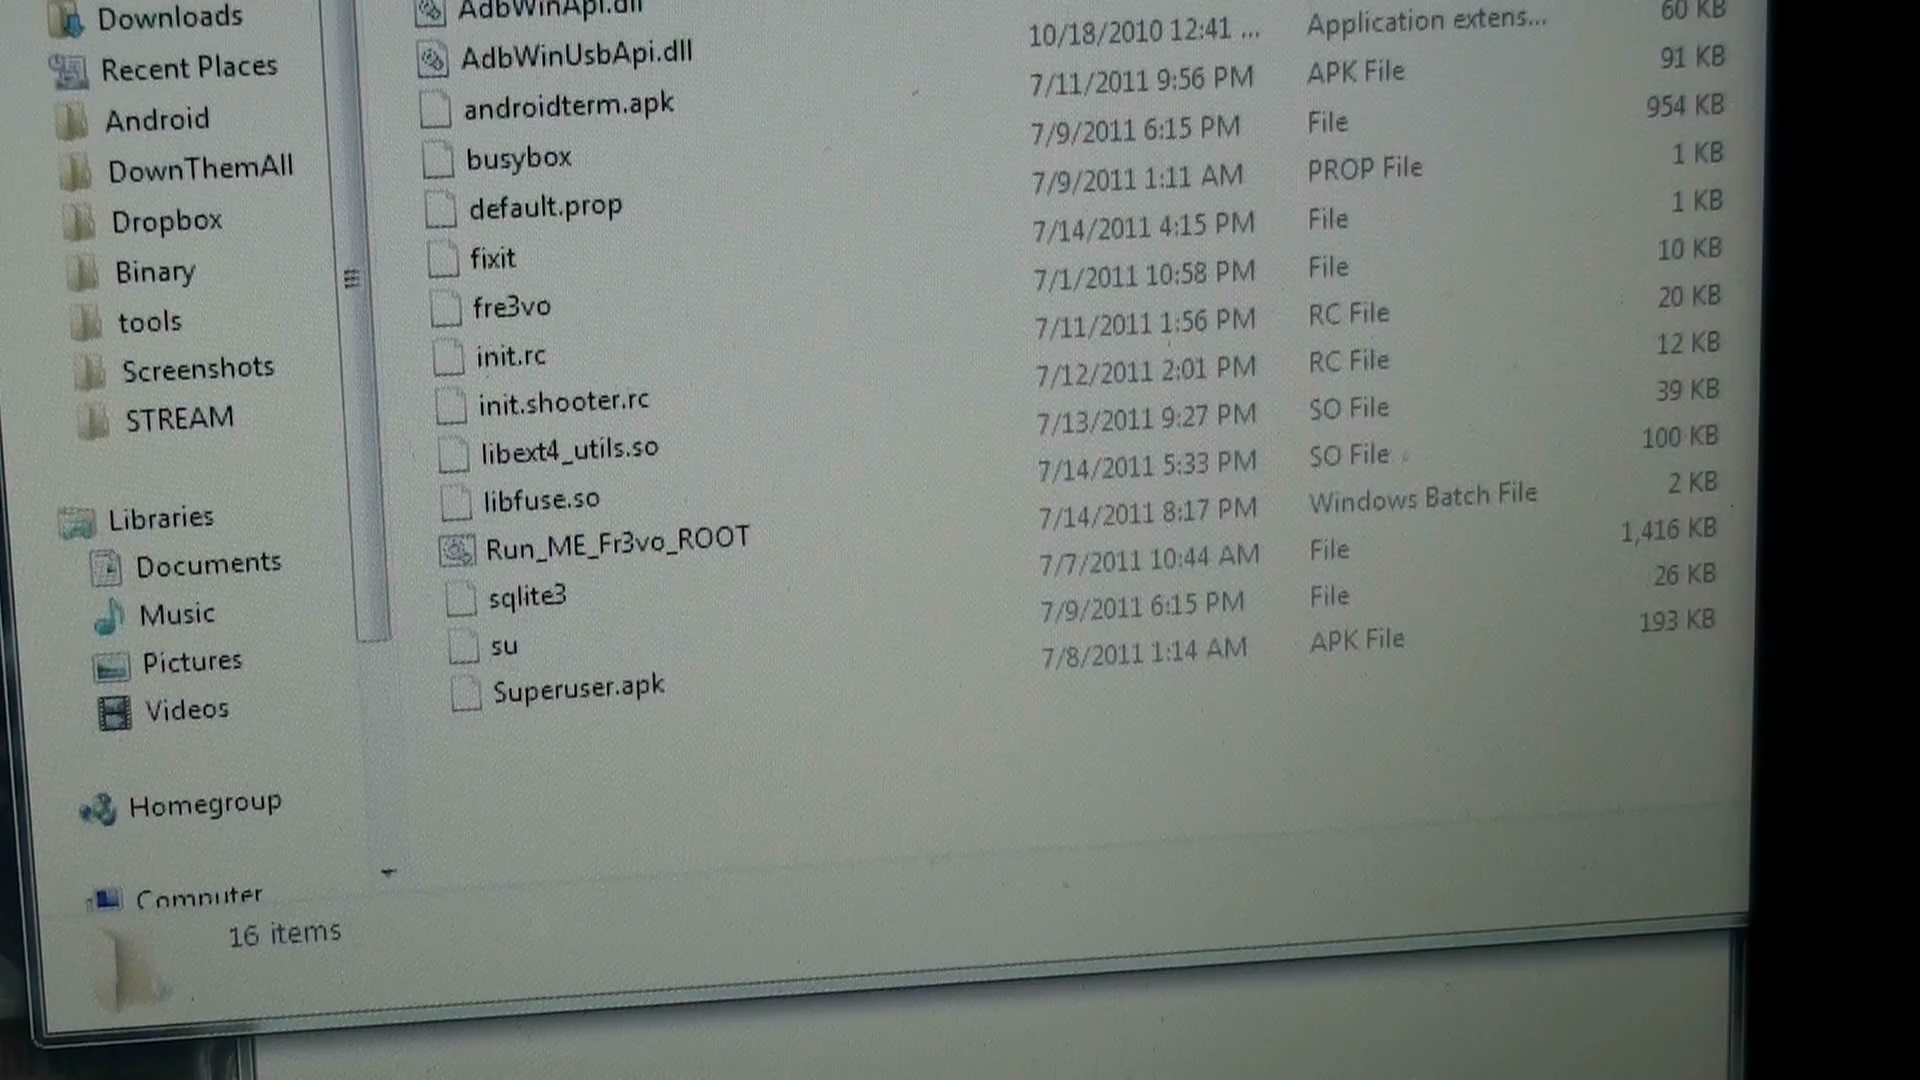 Downloads
Recent Places
Android
DownThemAll
Dropbox
Binary
tools
Screenshots
STREAM
Libraries
Documents
Music
Pictures
Videos
Homegroup
Computer
AdbWinApi.dll
AdbWinUsbApi.dll 10/18/2010 12:41 ... Application extens... 60 KB
androidterm.apk 7/11/2011 9:56 PM APK File 91 KB
busybox 7/9/2011 6:15 PM File 954 KB
default.prop 7/9/2011 1:11 AM PROP File 1 KB
fixit 7/14/2011 4:15 PM File 1 KB
fre3vo 7/1/2011 10:58 PM File 10 KB
init.rc 7/11/2011 1:56 PM RC File 20 KB
init.shooter.rc 7/12/2011 2:01 PM RC File 12 KB
libext4_utils.so 7/13/2011 9:27 PM SO File 39 KB
libfuse.so 7/14/2011 5:33 PM SO File 100 KB
Run_ME_Fr3vo_ROOT 7/14/2011 8:17 PM Windows Batch File 2 KB
sqlite3 7/7/2011 10:44 AM File 1,416 KB
su 7/9/2011 6:15 PM File 26 KB
Superuser.apk 7/8/2011 1:14 AM APK File 193 KB
16 items